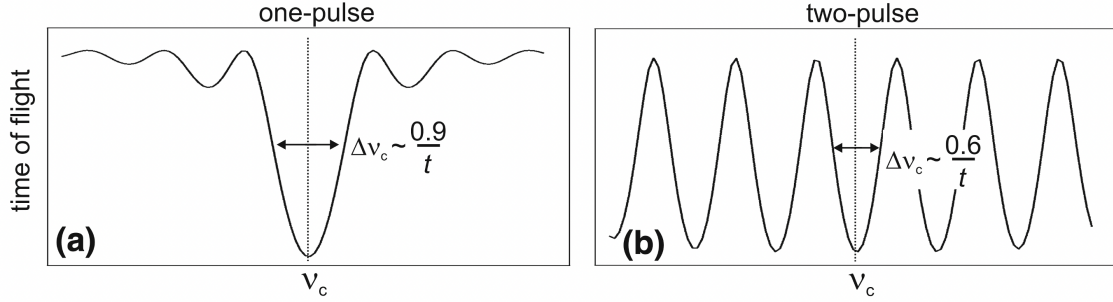 one-pulse
time of flight
Δν_c ~ 0.9/t
(a)
ν_c
two-pulse
Δν_c ~ 0.6/t
(b)
ν_c